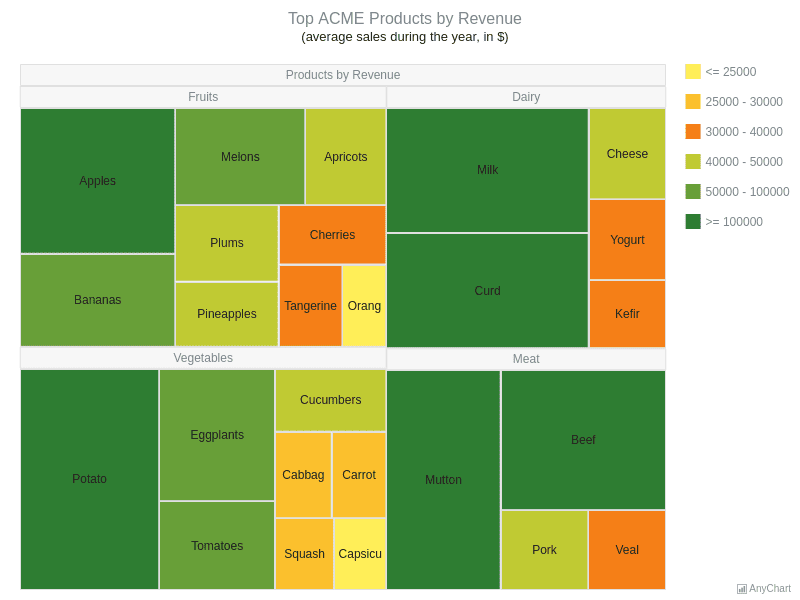 Top ACME Products by Revenue
(average sales during the year, in $)
Products by Revenue
Fruits
Dairy
Apples
Melons
Apricots
Plums
Cherries
Bananas
Pineapples
Tangerine
Orang
Milk
Cheese
Yogurt
Curd
Kefir
Vegetables
Meat
Potato
Eggplants
Cucumbers
Cabbag
Carrot
Tomatoes
Squash
Capsicu
Mutton
Beef
Pork
Veal
<= 25000
25000 - 30000
30000 - 40000
40000 - 50000
50000 - 100000
>= 100000
AnyChart